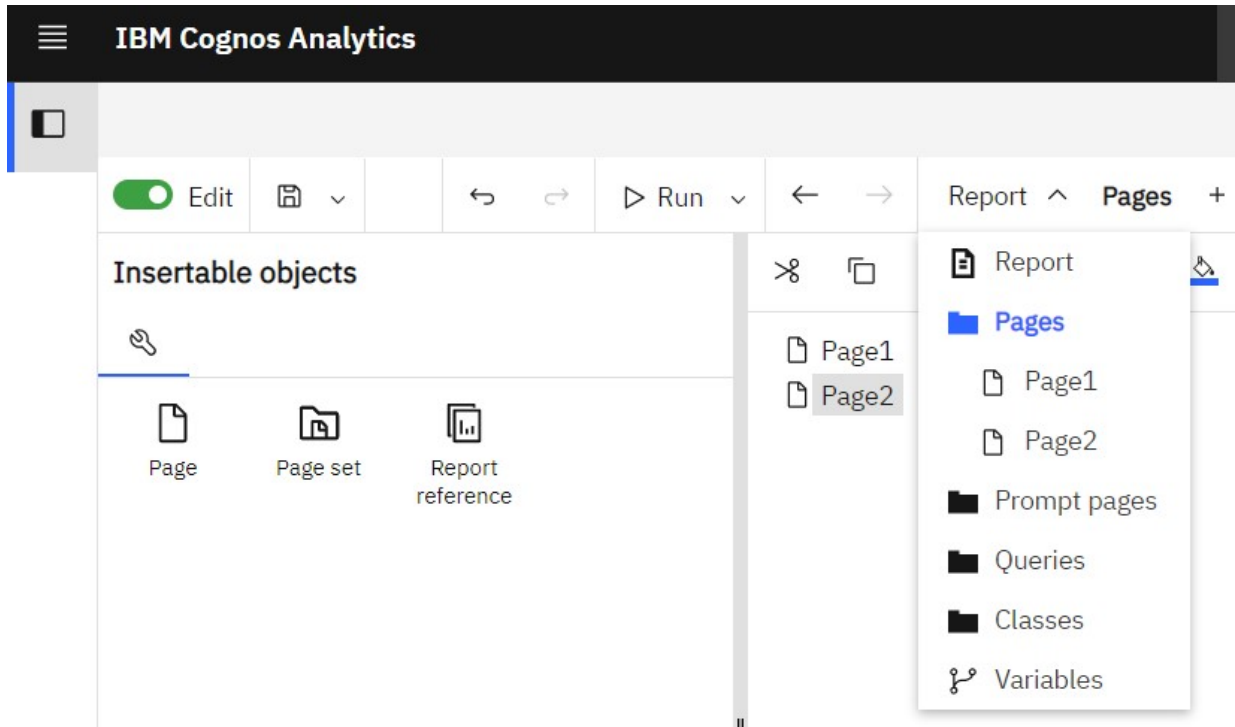 IBM Cognos Analytics
Edit
Run
Report
Pages
Insertable objects
Page
Page set
Report
reference
Page1
Page2
Report
Pages
Page1
Page2
Prompt pages
Queries
Classes
Variables